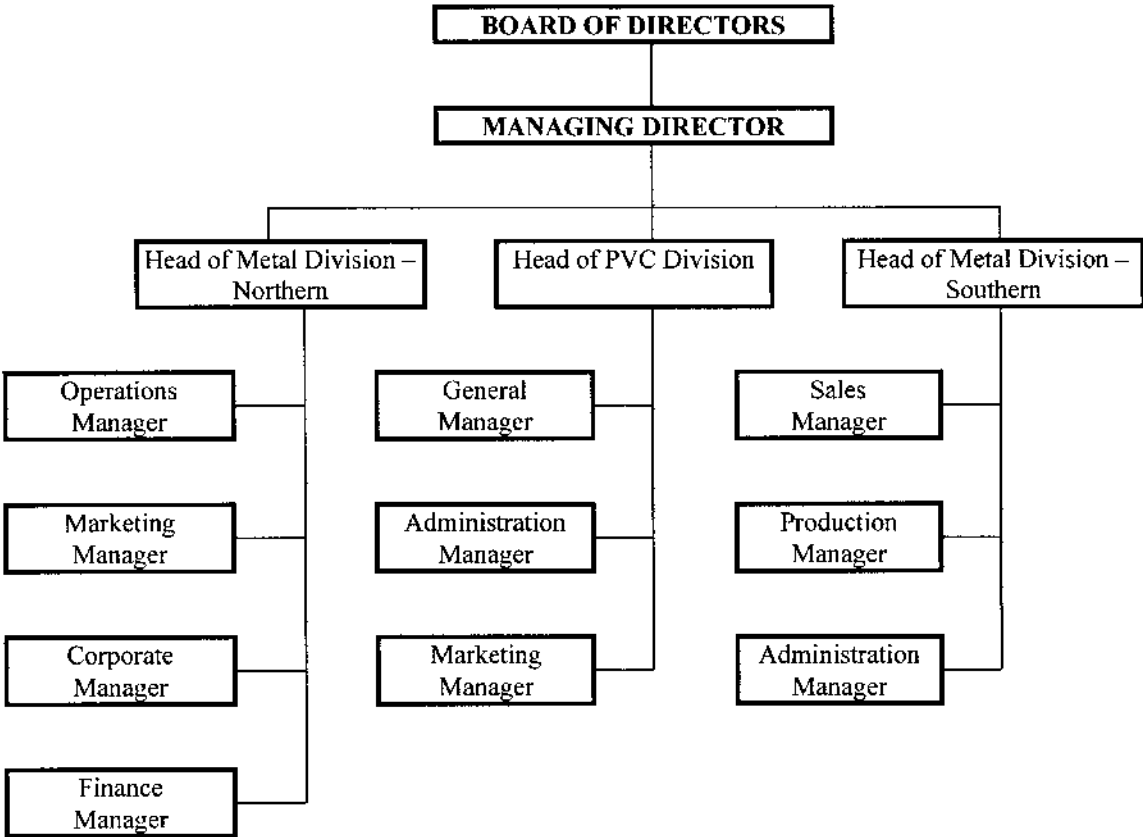 BOARD OF DIRECTORS
MANAGING DIRECTOR
Head of Metal Division –
Northern
Head of PVC Division
Head of Metal Division –
Southern
Operations
Manager
General
Manager
Sales
Manager
Marketing
Manager
Administration
Manager
Production
Manager
Corporate
Manager
Marketing
Manager
Administration
Manager
Finance
Manager